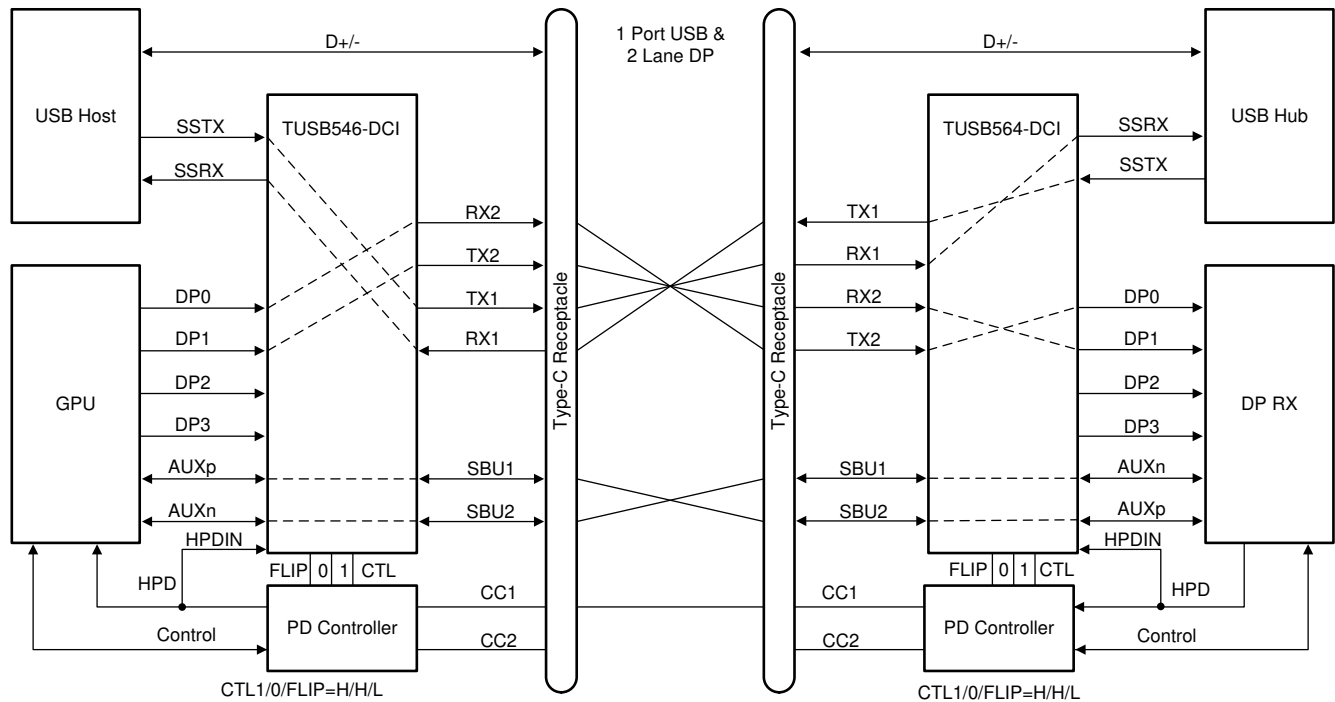 D+/-
1 Port USB &
2 Lane DP
D+/-
USB Host
SSTX
SSRX
TUSB546-DCI
TUSB564-DCI
SSRX
SSTX
USB Hub
RX2
TX2
TX1
RX1
Type-C Receptacle
Type-C Receptacle
TX1
RX1
RX2
TX2
GPU
DP0
DP1
DP2
DP3
AUXp
AUXn
HPDIN
SBU1
SBU2
SBU1
SBU2
DP0
DP1
DP2
DP3
AUXn
AUXp
HPDIN
DP RX
FLIP 0 1 CTL
HPD
Control
PD Controller
CC1
CC2
CTL1/0/FLIP=H/H/L
FLIP 0 1 CTL
CC1
CC2
PD Controller
HPD
Control
CTL1/0/FLIP=H/H/L